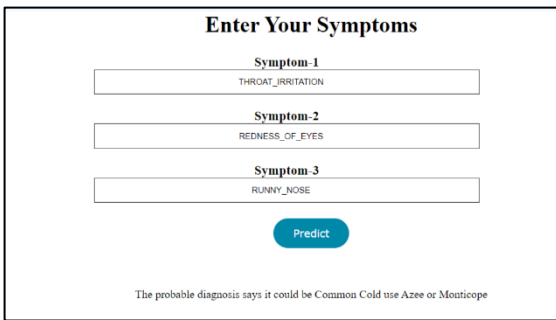 Enter Your Symptoms
Symptom-1
THROAT_IRRITATION
Symptom-2
REDNESS_OF_EYES
Symptom-3
RUNNY_NOSE
Predict
The probable diagnosis says it could be Common Cold use Azee or Monticope